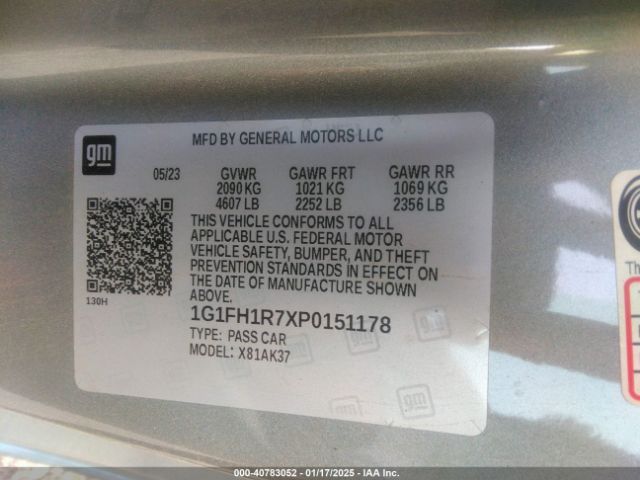 gm
MFD BY GENERAL MOTORS LLC
05/23 GVWR GAWR FRT GAWR RR
2090 KG 1021 KG 1069 KG
4607 LB 2252 LB 2356 LB
THIS VEHICLE CONFORMS TO ALL
APPLICABLE U.S. FEDERAL MOTOR
VEHICLE SAFETY, BUMPER, AND THEFT
PREVENTION STANDARDS IN EFFECT ON
THE DATE OF MANUFACTURE SHOWN
ABOVE.
130H
1G1FH1R7XP0151178
TYPE: PASS CAR
MODEL: X81AK37
gm
000-40783052 - 01/17/2025 - IAA Inc.